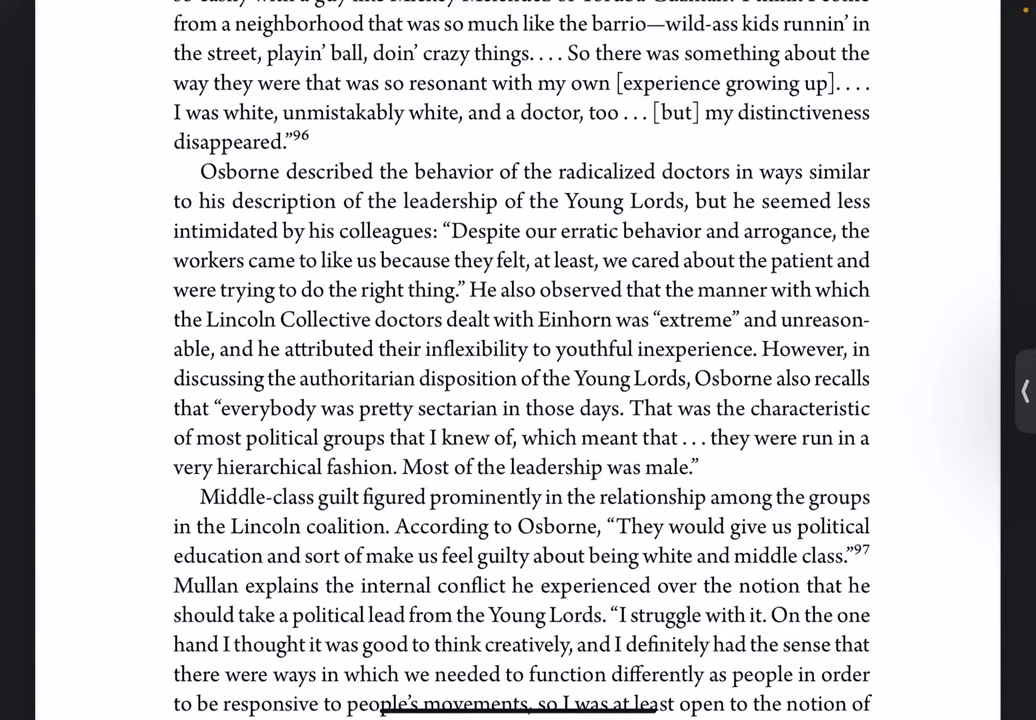 from a neighborhood that was so much like the barrio—wild-ass kids runnin’ in
the street, playin’ ball, doin’ crazy things. . . . So there was something about the
way they were that was so resonant with my own [experience growing up]. . . .
I was white, unmistakably white, and a doctor, too . . . [but] my distinctiveness
disappeared.”96
Osborne described the behavior of the radicalized doctors in ways similar
to his description of the leadership of the Young Lords, but he seemed less
intimidated by his colleagues: “Despite our erratic behavior and arrogance, the
workers came to like us because they felt, at least, we cared about the patient and
were trying to do the right thing.” He also observed that the manner with which
the Lincoln Collective doctors dealt with Einhorn was “extreme” and unreason-
able, and he attributed their inflexibility to youthful inexperience. However, in
discussing the authoritarian disposition of the Young Lords, Osborne also recalls
that “everybody was pretty sectarian in those days. That was the characteristic
of most political groups that I knew of, which meant that . . . they were run in a
very hierarchical fashion. Most of the leadership was male.”
Middle-class guilt figured prominently in the relationship among the groups
in the Lincoln coalition. According to Osborne, “They would give us political
education and sort of make us feel guilty about being white and middle class.”97
Mullan explains the internal conflict he experienced over the notion that he
should take a political lead from the Young Lords. “I struggle with it. On the one
hand I thought it was good to think creatively, and I definitely had the sense that
there were ways in which we needed to function differently as people in order
to be responsive to people’s movements, so I was at least open to the notion of